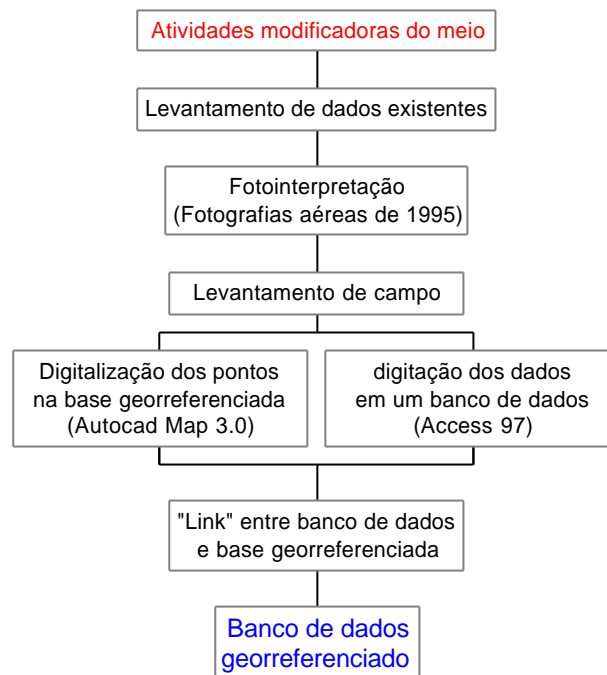 Atividades modificadoras do meio
Levantamento de dados existentes
Fotointerpretação
(Fotografias aéreas de 1995)
Levantamento de campo
Digitalização dos pontos
na base georreferenciada
(Autocad Map 3.0)
digitação dos dados
em um banco de dados
(Access 97)
"Link" entre banco de dados
e base georreferenciada
Banco de dados
georreferenciado